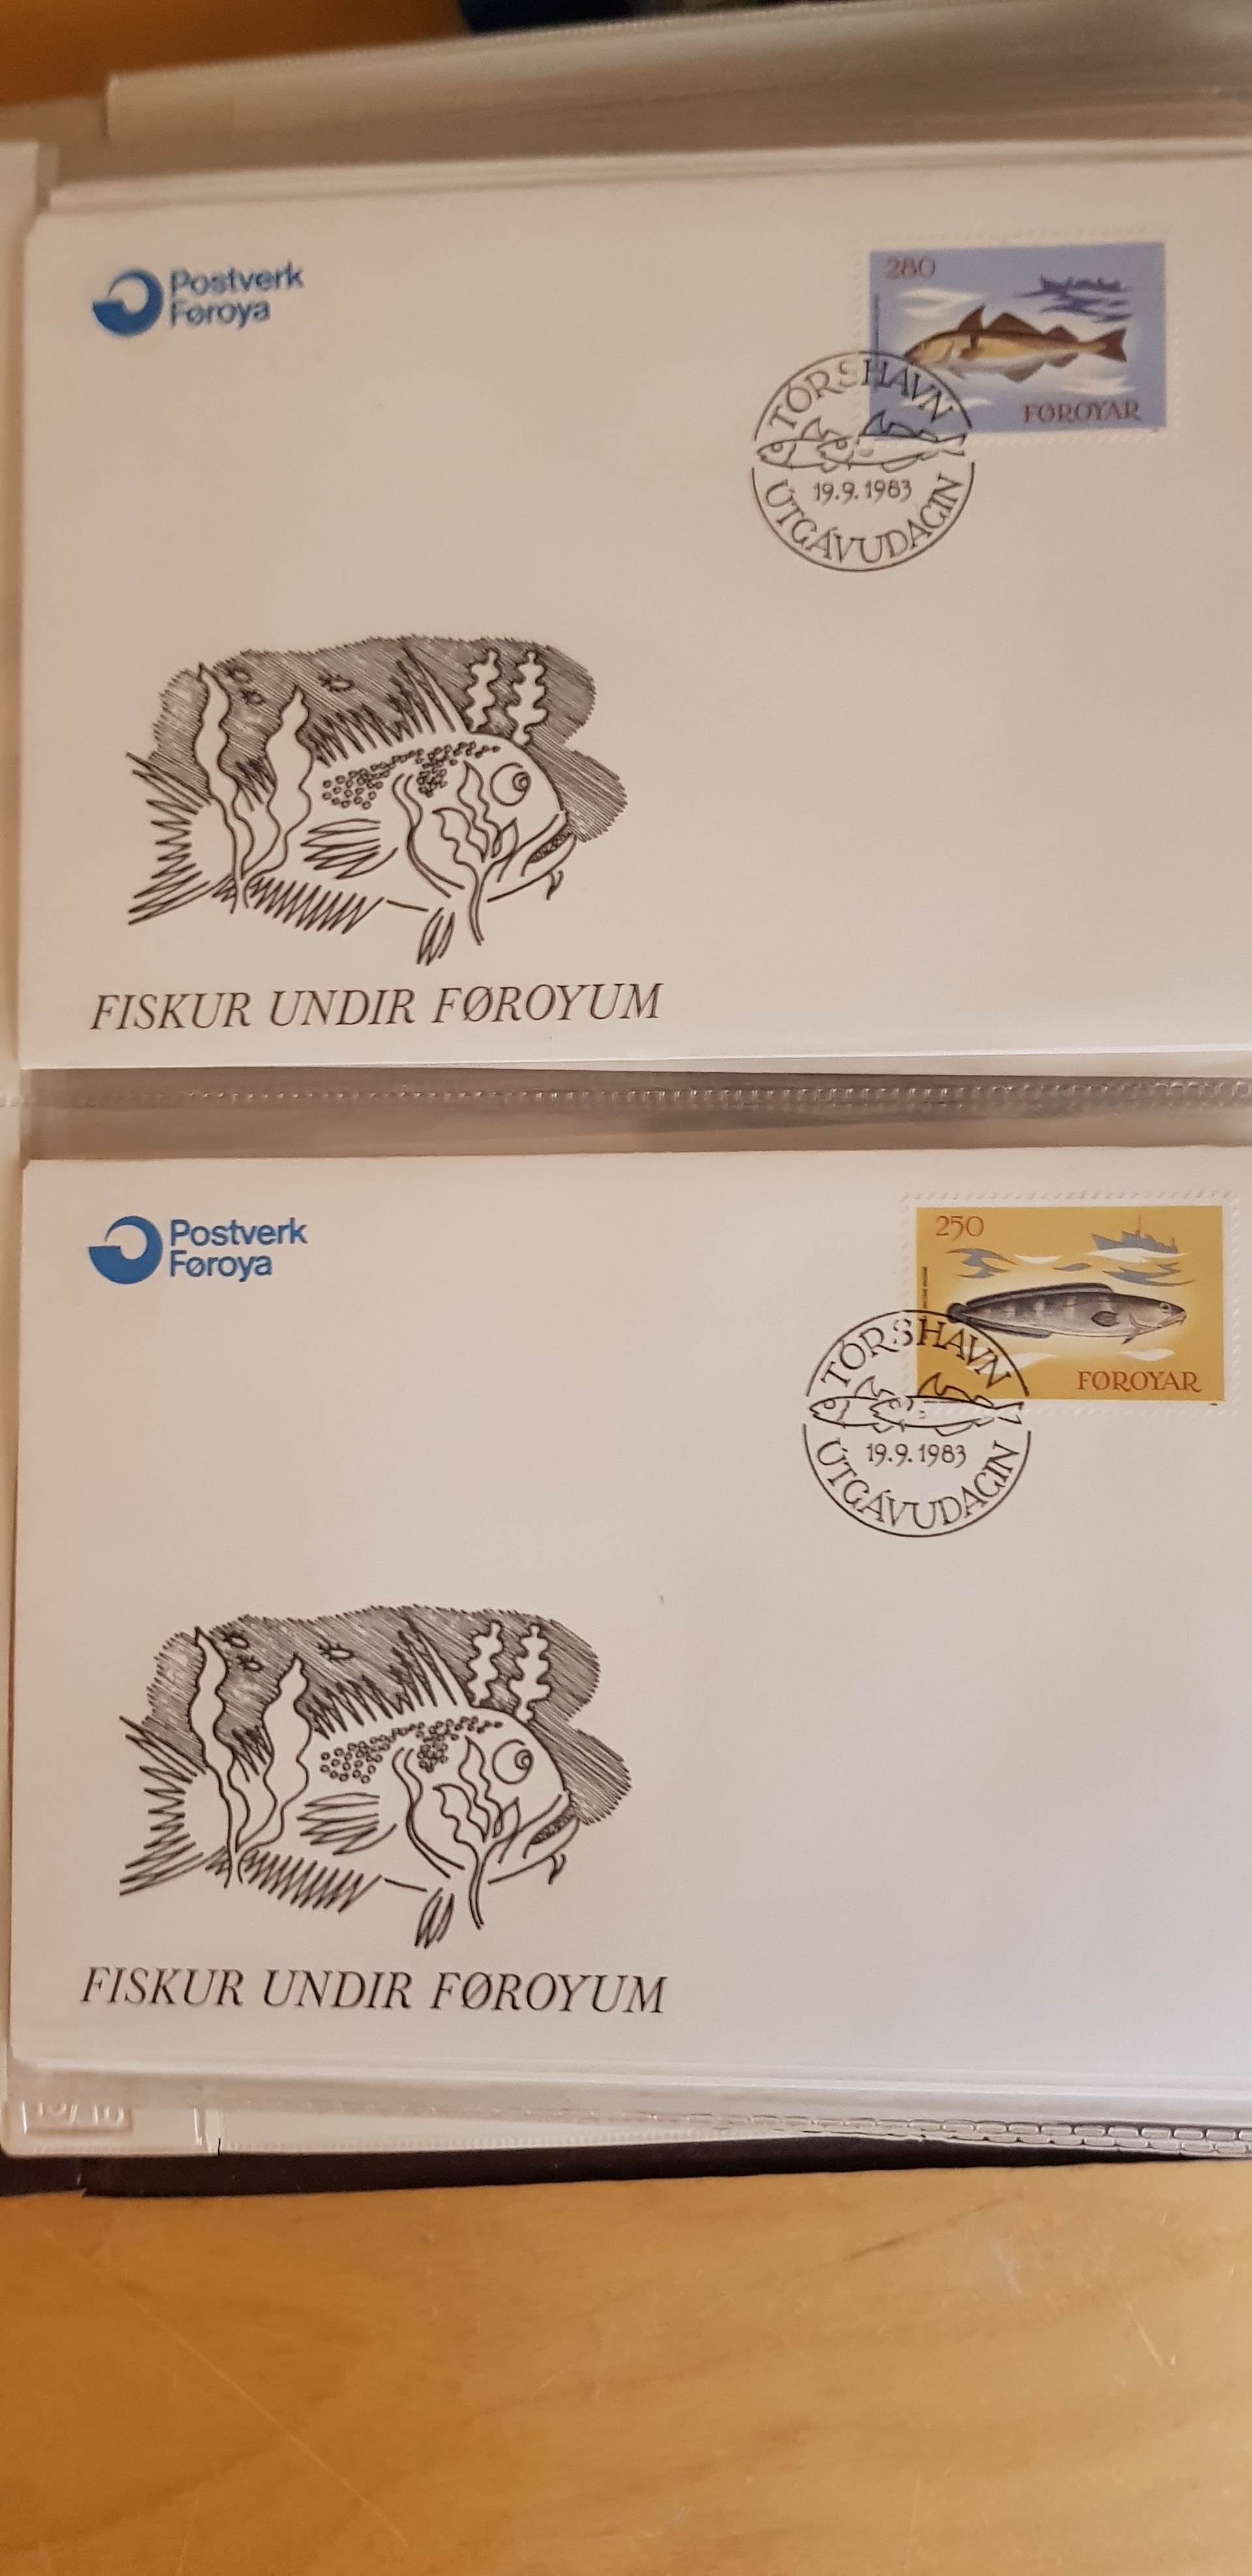 Postverk
Føroya
280
FØROYAR
TÓRSHAVN
19.9.1983
ÚTGÁVUDAGIN
FISKUR UNDIR FØROYUM
Postverk
Føroya
250
FØROYAR
TÓRSHAVN
19.9.1983
ÚTGÁVUDAGIN
FISKUR UNDIR FØROYUM